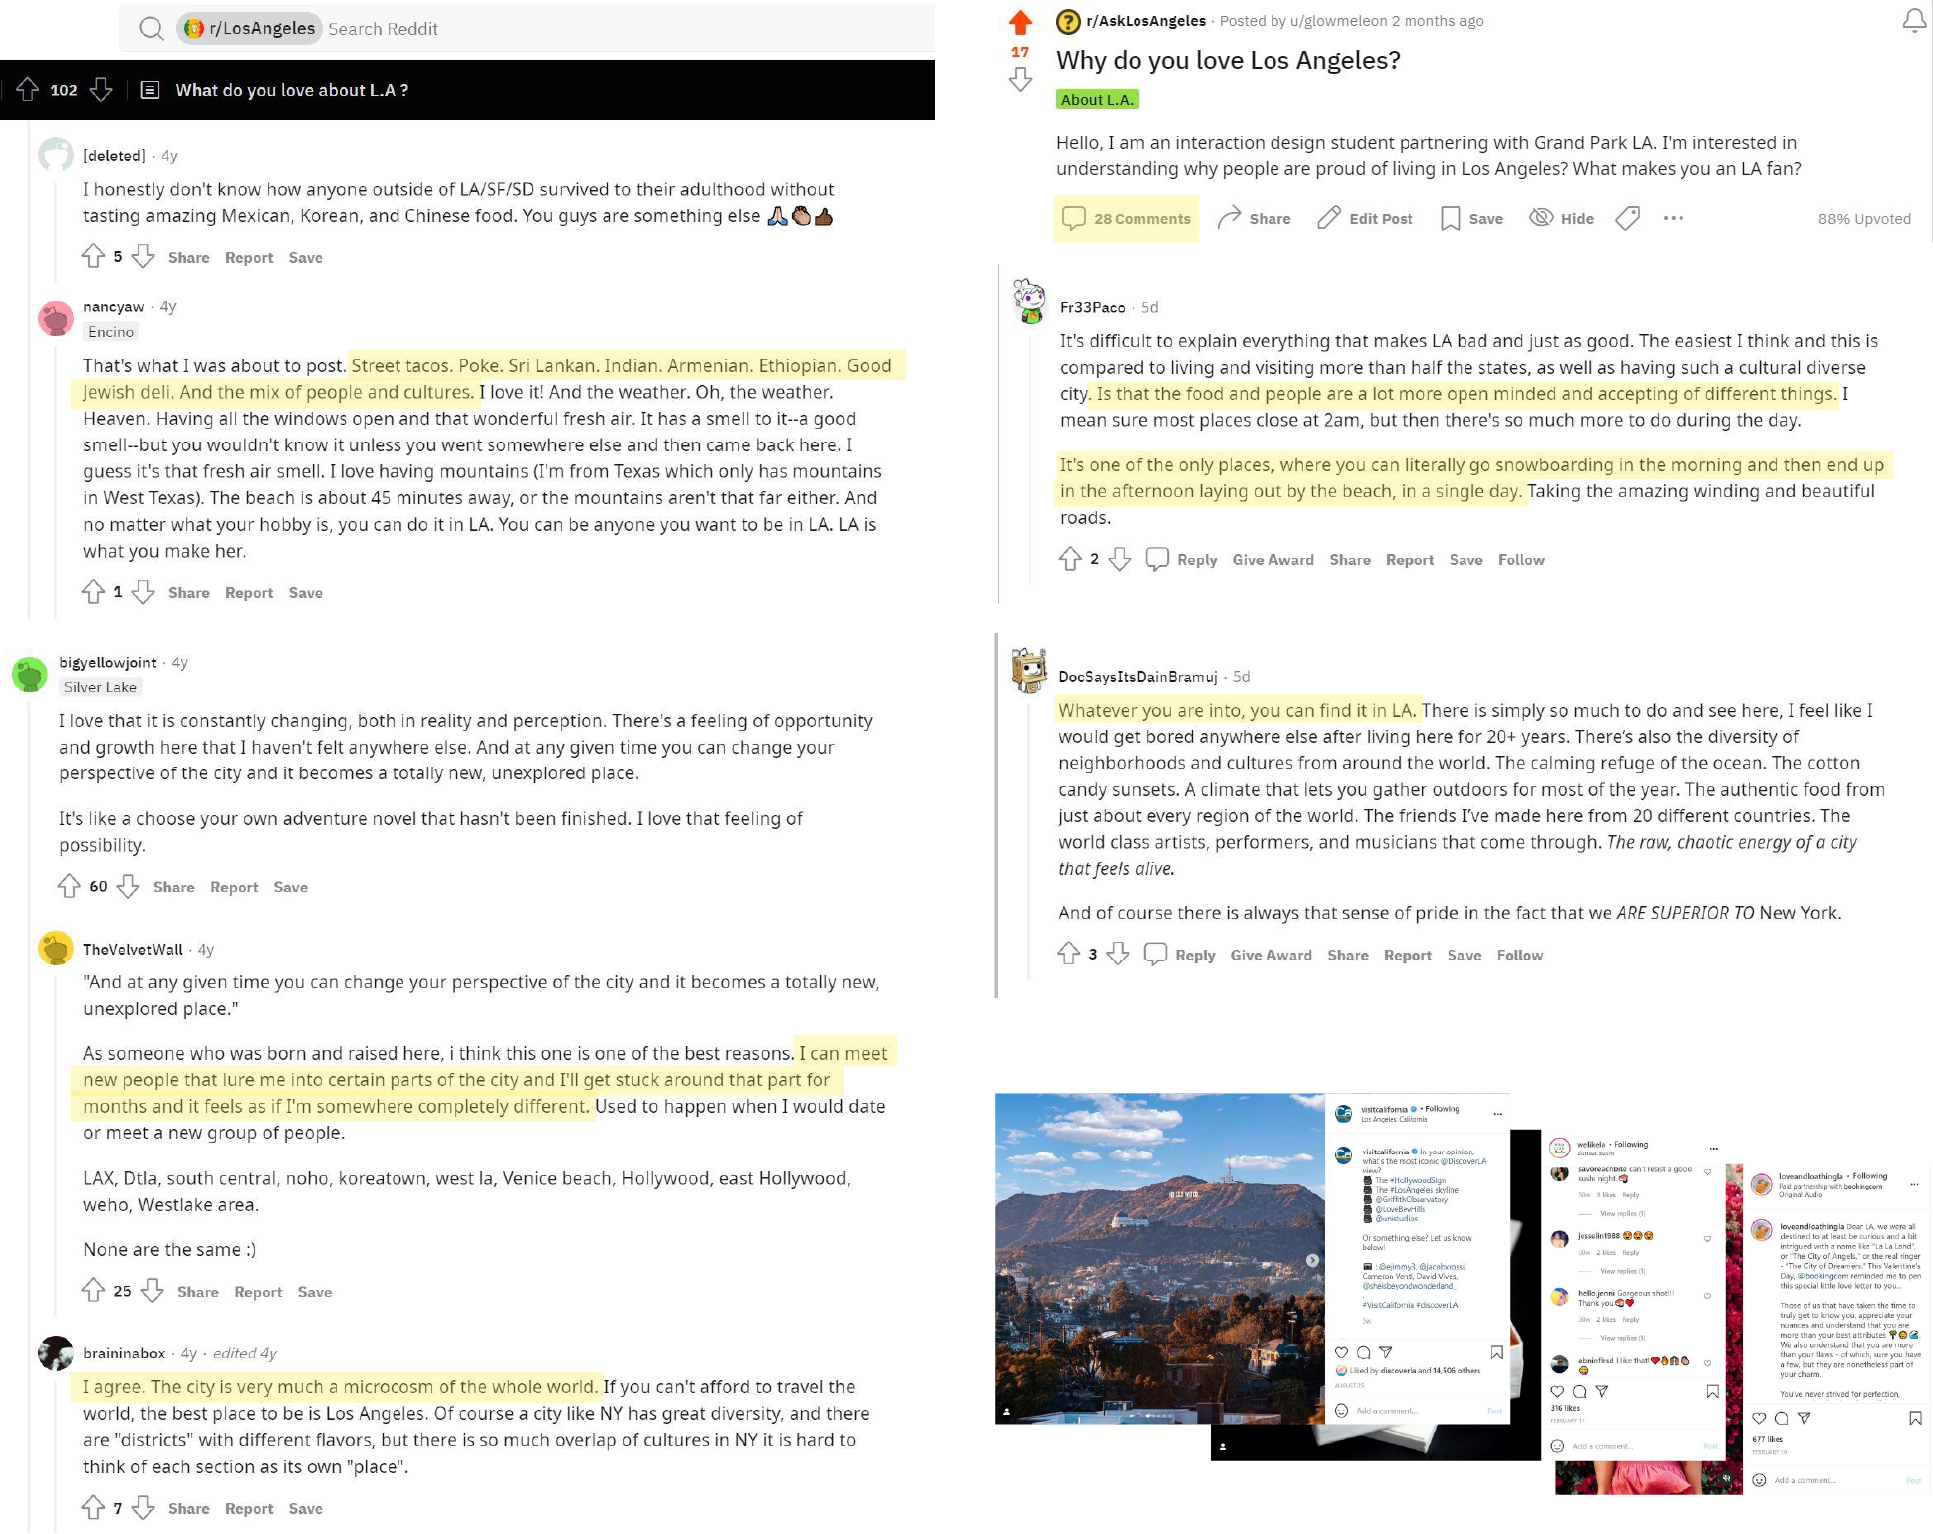 r/LosAngeles Search Reddit
102 What do you love about L.A?
[deleted] · 4y
I honestly don't know how anyone outside of LA/SF/SD survived to their adulthood without
tasting amazing Mexican, Korean, and Chinese food. You guys are something else 🙏🏻👏🏽👍🏿
5 Share Report Save
nancyaw · 4y
Encino
That's what I was about to post. Street tacos. Poke. Sri Lankan. Indian. Armenian. Ethiopian. Good
Jewish deli. And the mix of people and cultures. I love it! And the weather. Oh, the weather.
Heaven. Having all the windows open and that wonderful fresh air. It has a smell to it--a good
smell--but you wouldn't know it unless you went somewhere else and then came back here. I
guess it's that fresh air smell. I love having mountains (I'm from Texas which only has mountains
in West Texas). The beach is about 45 minutes away, or the mountains aren't that far either. And
no matter what your hobby is, you can do it in LA. You can be anyone you want to be in LA. LA is
what you make her.
1 Share Report Save
bigyellowjoint · 4y
Silver Lake
I love that it is constantly changing, both in reality and perception. There's a feeling of opportunity
and growth here that I haven't felt anywhere else. And at any given time you can change your
perspective of the city and it becomes a totally new, unexplored place.
It's like a choose your own adventure novel that hasn't been finished. I love that feeling of
possibility.
60 Share Report Save
TheVelvetWall · 4y
"And at any given time you can change your perspective of the city and it becomes a totally new,
unexplored place."
As someone who was born and raised here, i think this one is one of the best reasons. I can meet
new people that lure me into certain parts of the city and I'll get stuck around that part for
months and it feels as if I'm somewhere completely different. Used to happen when I would date
or meet a new group of people.
LAX, Dtla, south central, noho, koreatown, west la, Venice beach, Hollywood, east Hollywood,
weho, Westlake area.
None are the same :)
25 Share Report Save
braininabox · 4y · edited 4y
I agree. The city is very much a microcosm of the whole world. If you can't afford to travel the
world, the best place to be is Los Angeles. Of course a city like NY has great diversity, and there
are "districts" with different flavors, but there is so much overlap of cultures in NY it is hard to
think of each section as its own "place".
7 Share Report Save
r/AskLosAngeles · Posted by u/glowmeleon 2 months ago
17
Why do you love Los Angeles?
About L.A.
Hello, I am an interaction design student partnering with Grand Park LA. I'm interested in
understanding why people are proud of living in Los Angeles? What makes you an LA fan?
28 Comments Share Edit Post Save Hide 88% Upvoted
Fr33Paco · 5d
It's difficult to explain everything that makes LA bad and just as good. The easiest I think and this is
compared to living and visiting more than half the states, as well as having such a cultural diverse
city. Is that the food and people are a lot more open minded and accepting of different things. I
mean sure most places close at 2am, but then there's so much more to do during the day.
It's one of the only places, where you can literally go snowboarding in the morning and then end up
in the afternoon laying out by the beach, in a single day. Taking the amazing winding and beautiful
roads.
2 Reply Give Award Share Report Save Follow
DocSaysItsDainBramuj · 5d
Whatever you are into, you can find it in LA. There is simply so much to do and see here, I feel like I
would get bored anywhere else after living here for 20+ years. There's also the diversity of
neighborhoods and cultures from around the world. The calming refuge of the ocean. The cotton
candy sunsets. A climate that lets you gather outdoors for most of the year. The authentic food from
just about every region of the world. The friends I've made here from 20 different countries. The
world class artists, performers, and musicians that come through. The raw, chaotic energy of a city
that feels alive.
And of course there is always that sense of pride in the fact that we ARE SUPERIOR TO New York.
3 Reply Give Award Share Report Save Follow
HOLLYWOOD
visitcalifornia • Following
Los Angeles, California
visitcalifornia In your opinion,
what's the most iconic @DiscoverLA
view?
The #HollywoodSign
The #LosAngeles skyline
@GriffithObservatory
@LoveBevHills
@unistudios
Or something else? Let us know
below!
: @ejimmy3, @jacobxrossi,
Cameron Venti, David Vives,
@sheisbeyondwonderland_
#VisitCalifornia #discoverLA
3w
Liked by discoverla and 14,506 others
AUGUST 25
Add a comment... Post
welikela • Following
savoreachbite can't resist a good
sushi night
30w 3 likes Reply
View replies (1)
jesselin1988 😍😍😍
30w 2 likes Reply
View replies (1)
hello.jenni Gorgeous shot!!!
Thank you
30w 2 likes Reply
View replies (1)
I like that!
316 likes
FEBRUARY 17
Add a comment... Post
loveandloathingla • Following
Paid partnership with bookingcom
Original Audio
loveandloathingla Dear LA, we were all
destined to at least be curious and a bit
intrigued with a name like "La La Land",
or "The City of Angels," or the real ringer
- "The City of Dreamers." This Valentine's
Day, @bookingcom reminded me to pen
this special little love letter to you...
Those of us that have taken the time to
truly get to know you, appreciate your
nuances and understand that you are
more than your best attributes
We also understand that you are more
than your flaws - of which, sure you have
a few, but they are nonetheless part of
your charm.
You've never strived for perfection,
677 likes
FEBRUARY 10
Add a comment... Post